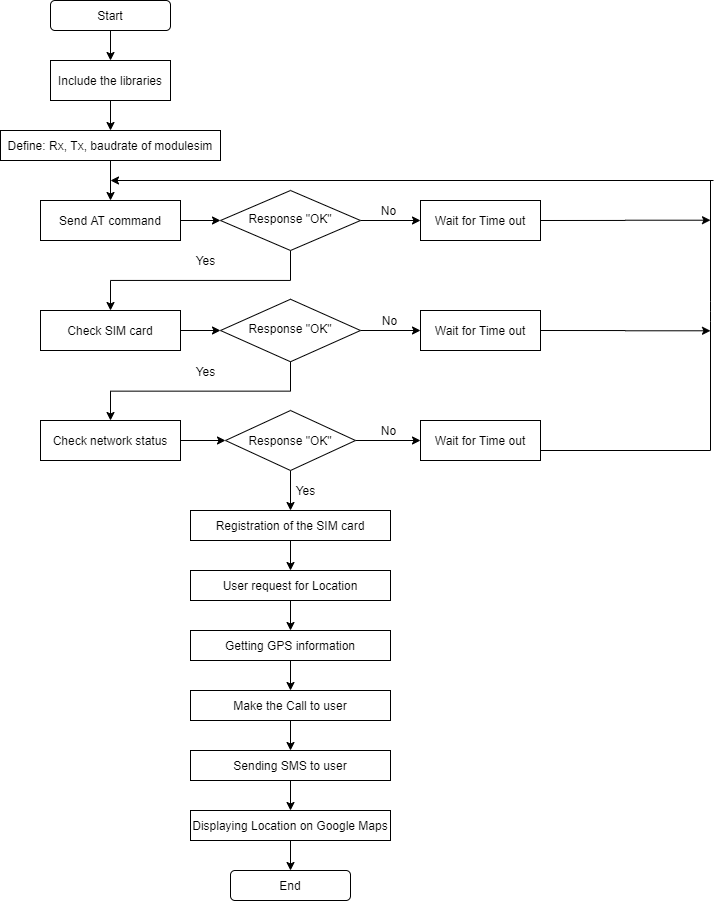 Start
Include the libraries
Define: Rx, Tx, baudrate of modulesim
Send AT command
Response "OK"
No
Wait for Time out
Yes
Check SIM card
Response "OK"
No
Wait for Time out
Yes
Check network status
Response "OK"
No
Wait for Time out
Yes
Registration of the SIM card
User request for Location
Getting GPS information
Make the Call to user
Sending SMS to user
Displaying Location on Google Maps
End